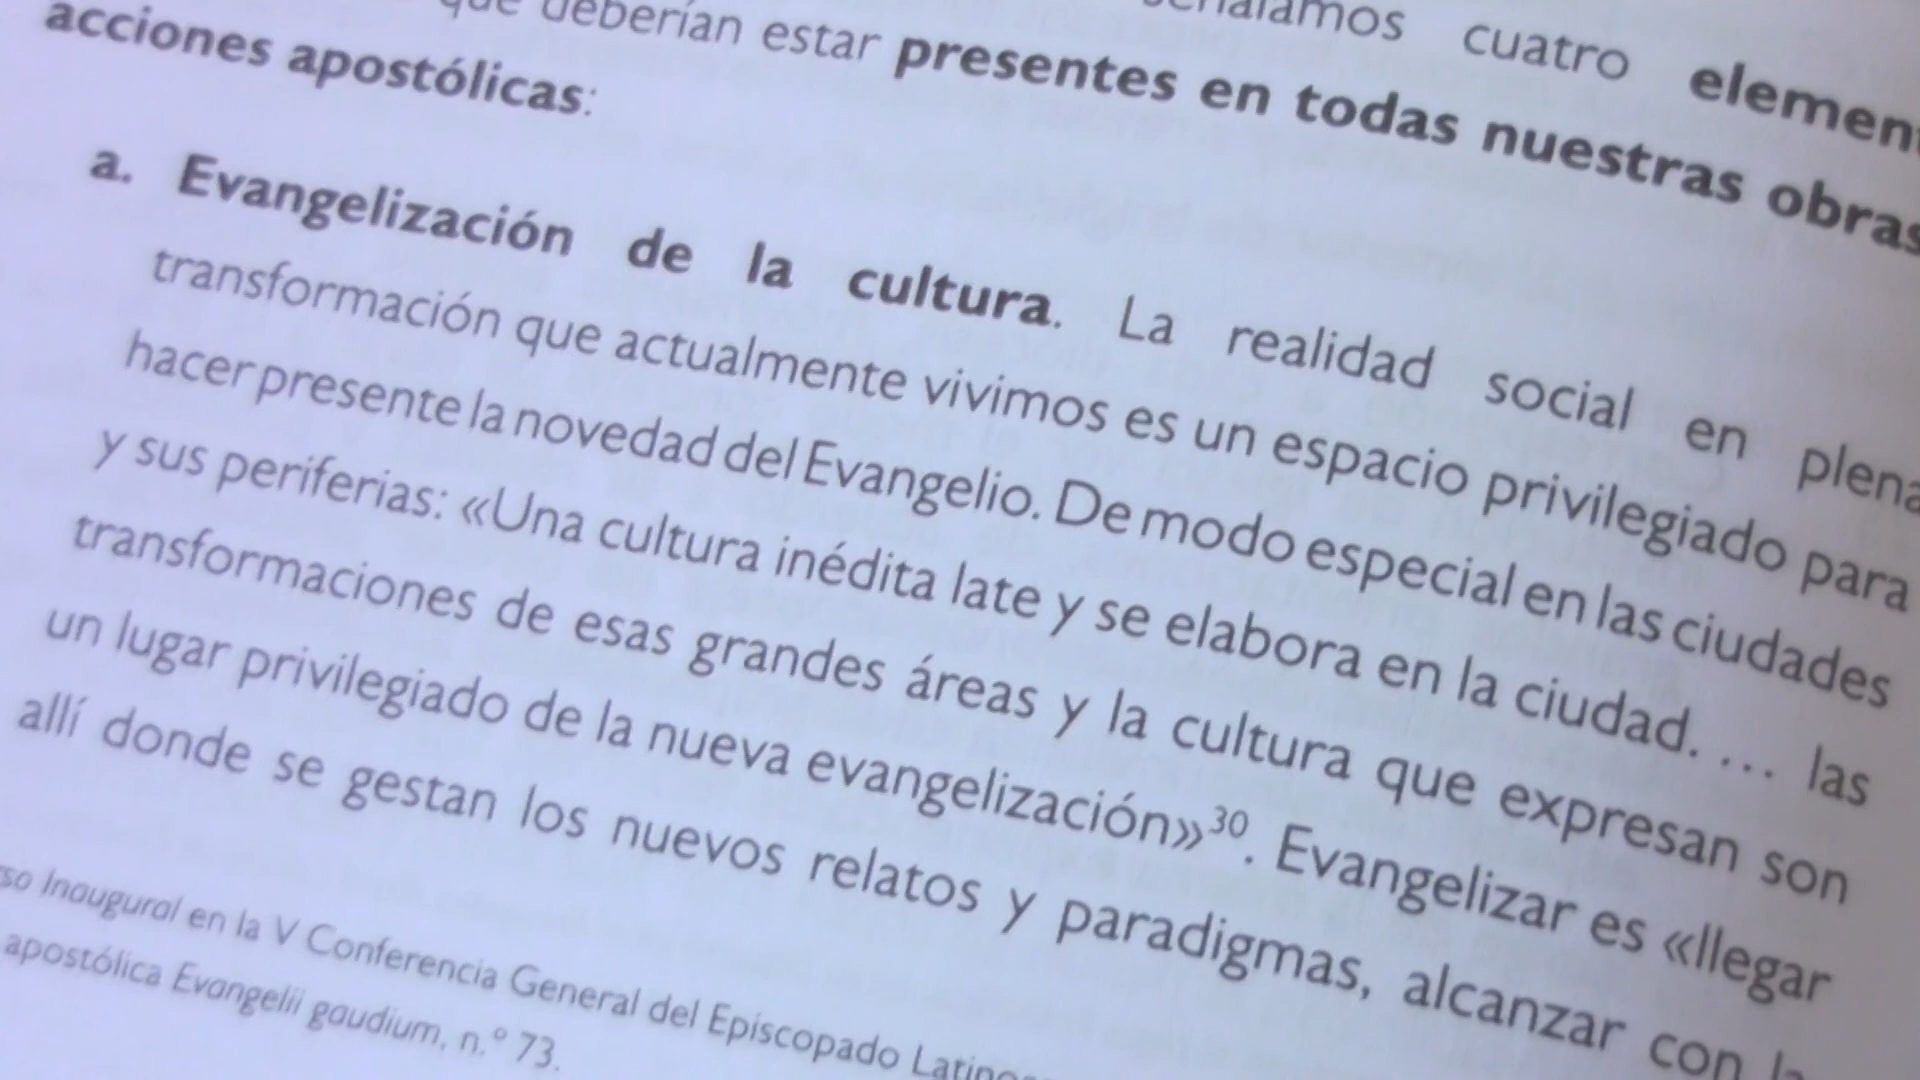 cuatro
que deberían estar presentes en todas nuestras obras
acciones apostólicas:
a. Evangelización de la cultura. La realidad social en plena
transformación que actualmente vivimos es un espacio privilegiado para
hacer presente la novedad del Evangelio. De modo especial en las ciudades
y sus periferias: «Una cultura inédita late y se elabora en la ciudad. ... las
transformaciones de esas grandes áreas y la cultura que expresan son
un lugar privilegiado de la nueva evangelización»30. Evangelizar es «llegar
allí donde se gestan los nuevos relatos y paradigmas, alcanzar con
Inaugural en la V Conferencia General del Episcopado
apostólica Evangelii gaudium, n.º 73.